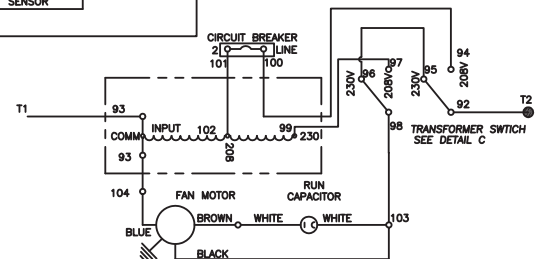 SENSOR
CIRCUIT BREAKER
2
LINE
101
100
97
94
96
95
230V
208V
230V
208V
T1
93
92
T2
INPUT
102
99
98
COMM
230
208
TRANSFORMER SWTICH
SEE DETAIL C
93
104
FAN MOTOR
RUN
CAPACITOR
BROWN
WHITE
WHITE
103
BLUE
BLACK